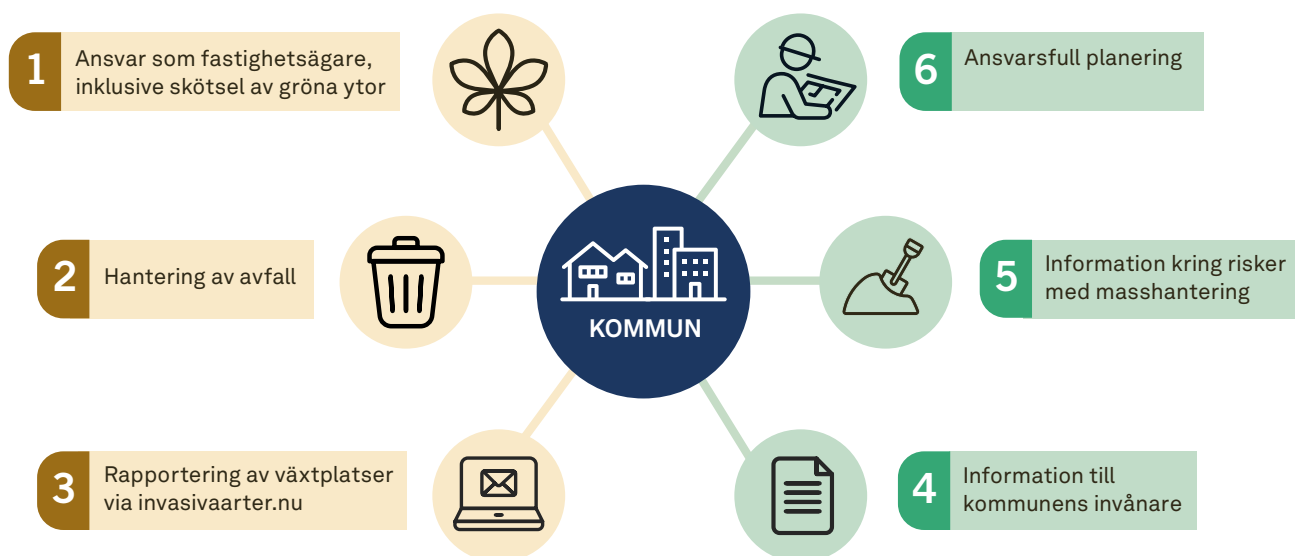 1
Ansvar som fastighetsägare,
inklusive skötsel av gröna ytor
2
Hantering av avfall
3
Rapportering av växtplatser
via invasivaarter.nu
KOMMUN
6
Ansvarsfull planering
5
Information kring risker
med masshantering
4
Information till
kommunens invånare